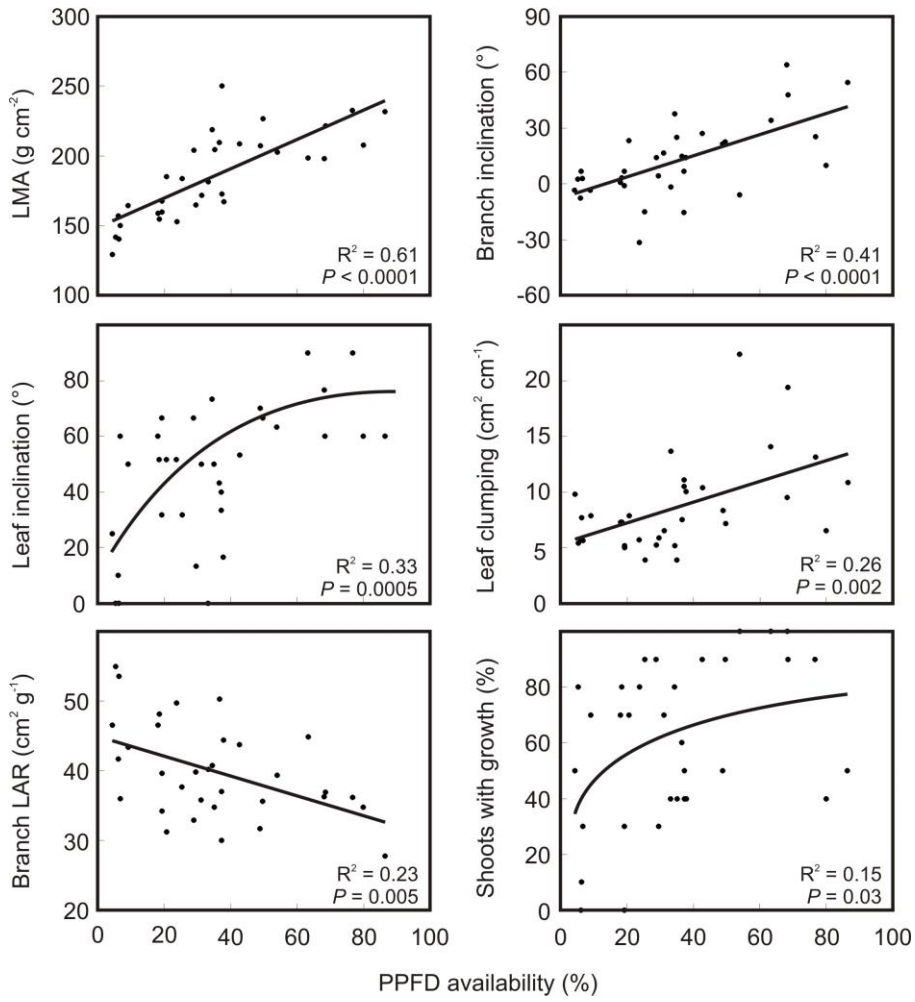 300
250
200
150
100
LMA (g cm⁻²)
R² = 0.61
P < 0.0001
90
60
30
0
-30
-60
Branch inclination (°)
R² = 0.41
P < 0.0001
80
60
40
20
0
Leaf inclination (°)
R² = 0.33
P = 0.0005
20
15
10
5
0
Leaf clumping (cm² cm⁻¹)
R² = 0.26
P = 0.002
50
40
30
20
Branch LAR (cm² g⁻¹)
R² = 0.23
P = 0.005
0 20 40 60 80 100
80
60
40
20
0
Shoots with growth (%)
R² = 0.15
P = 0.03
0 20 40 60 80 100
PPFD availability (%)